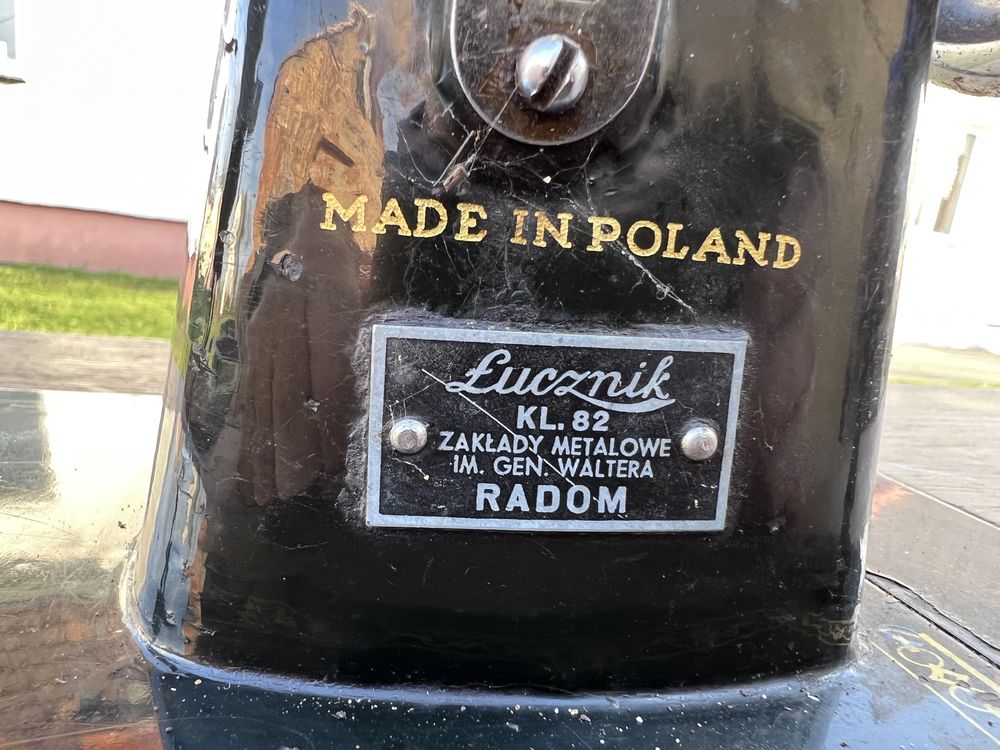 MADE IN POLAND
Łucznik
KL. 82
ZAKŁADY METALOWE
IM. GEN. WALTERA
RADOM